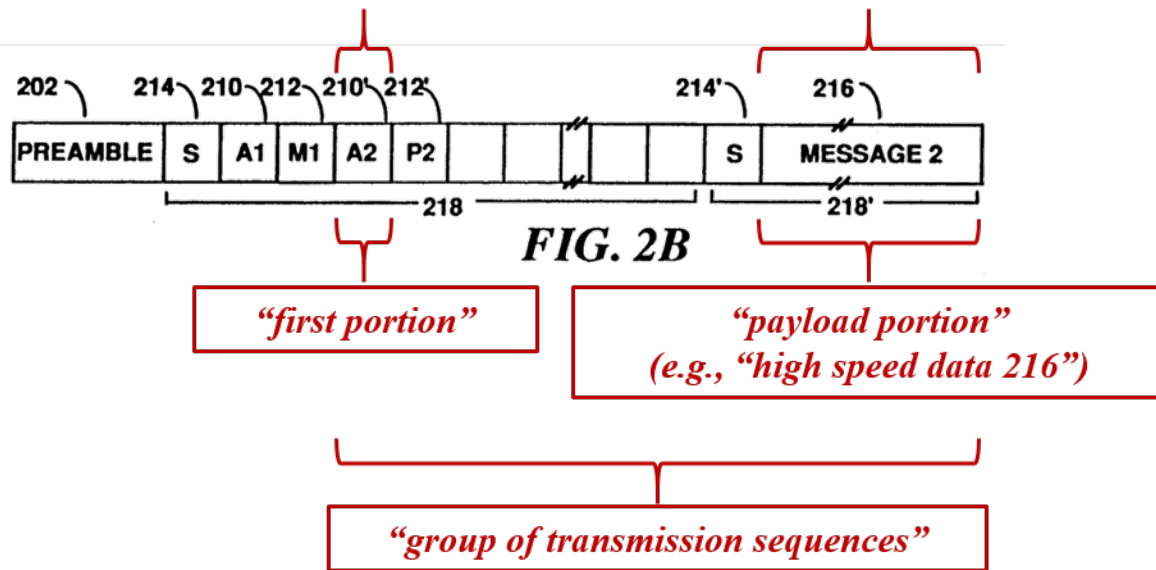 202 214 210 212 210' 212' 214' 216
PREAMBLE S A1 M1 A2 P2 S MESSAGE 2
218 218'
FIG. 2B
“first portion”
“payload portion”
(e.g., “high speed data 216”)
“group of transmission sequences”